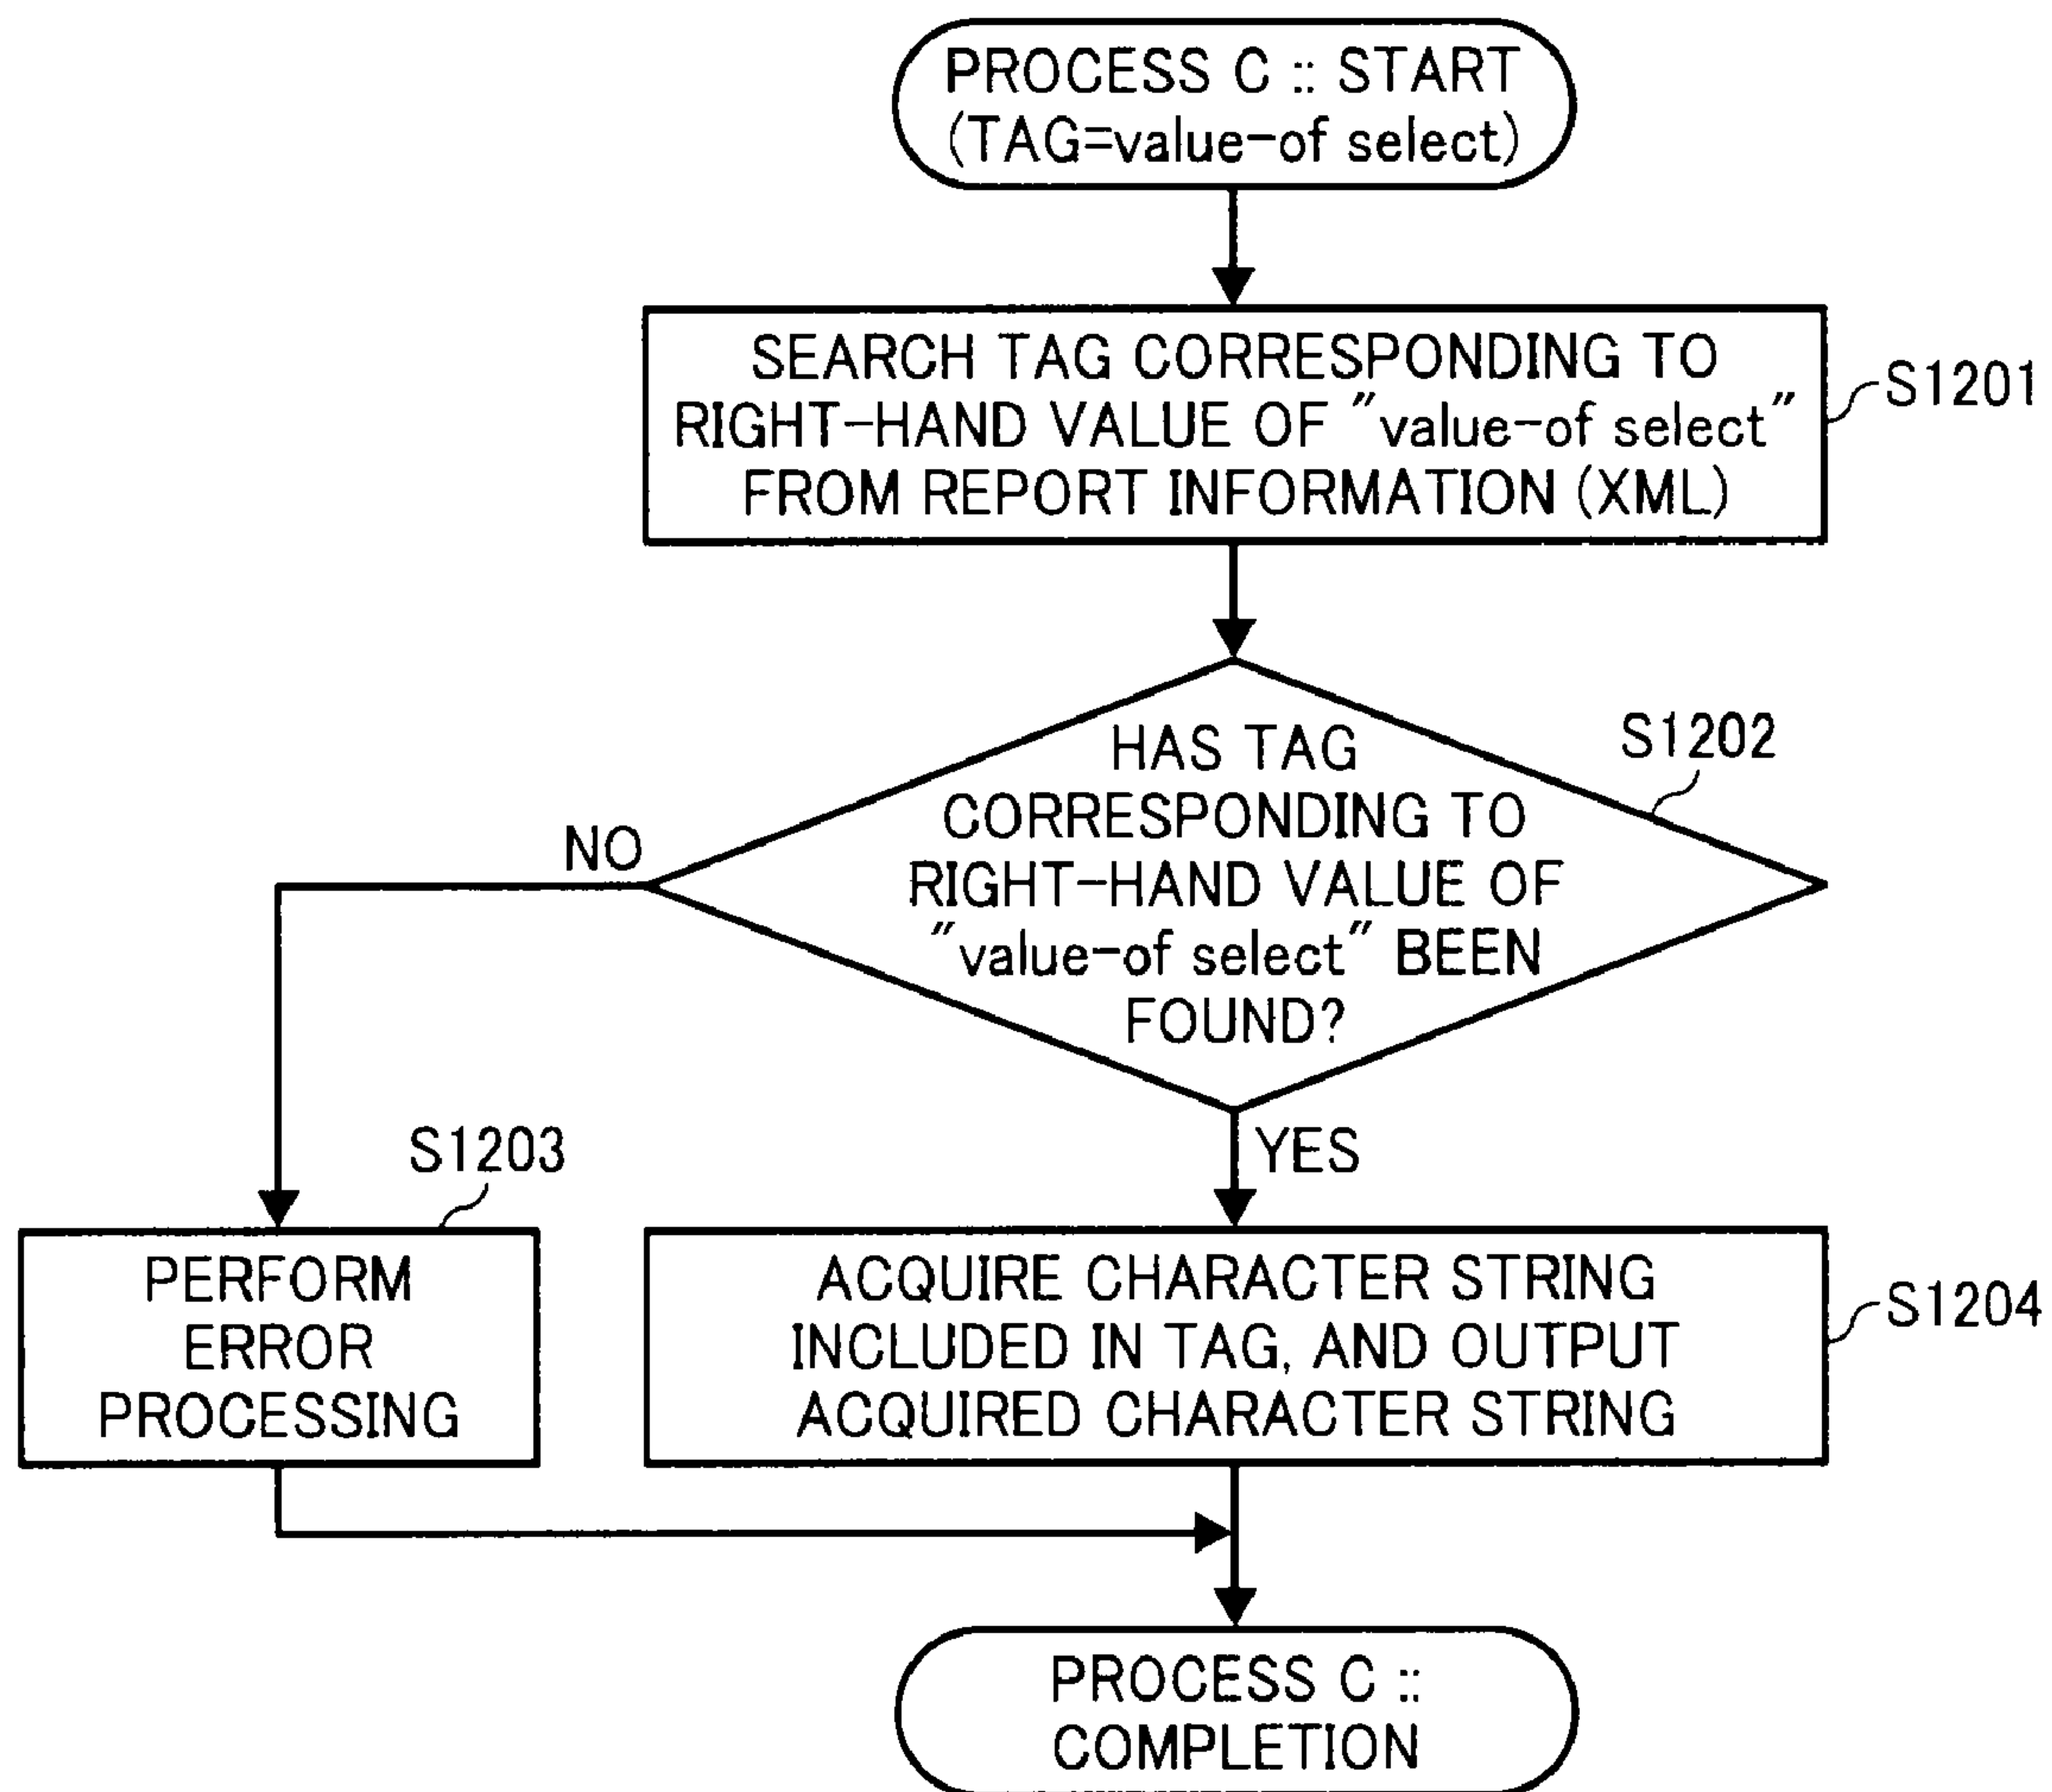 PROCESS C :: START
(TAG=value-of select)
SEARCH TAG CORRESPONDING TO
RIGHT-HAND VALUE OF "value-of select"
FROM REPORT INFORMATION (XML)
S1201
HAS TAG
CORRESPONDING TO
RIGHT-HAND VALUE OF
"value-of select" BEEN
FOUND?
S1202
NO
YES
S1203
PERFORM
ERROR
PROCESSING
ACQUIRE CHARACTER STRING
INCLUDED IN TAG, AND OUTPUT
ACQUIRED CHARACTER STRING
S1204
PROCESS C ::
COMPLETION